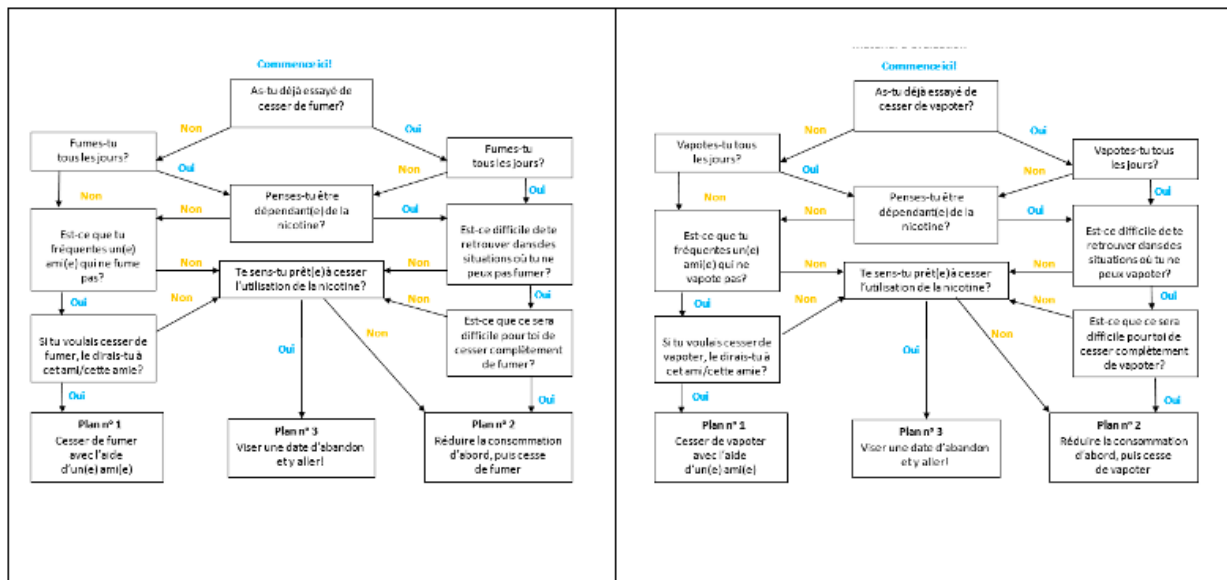 Commence ici!
As-tu déjà essayé de
cesser de fumer?
Non
Oui
Fumes-tu
tous les jours?
Fumes-tu
tous les jours?
Oui
Non
Non
Penses-tu être
dépendant(e) de la
nicotine?
Oui
Non
Oui
Est-ce que tu
fréquentes un(e)
ami(e) qui ne fume
pas?
Est-ce difficile de te
retrouver dans des
situations où tu ne
peux pas fumer?
Non
Te sens-tu prêt(e) à cesser
l'utilisation de la nicotine?
Non
Oui
Non
Non
Oui
Si tu voulais cesser de
fumer, le dirais-tu à
cet ami/cette amie?
Oui
Non
Est-ce que ce sera
difficile pour toi de
cesser complètement
de fumer?
Oui
Oui
Plan nº 1
Cesser de fumer
avec l'aide
d'un(e) ami(e)
Plan nº 3
Viser une date d'abandon
et y aller!
Plan nº 2
Réduire la consommation
d'abord, puis cesse
de fumer
Commence ici!
As-tu déjà essayé de
cesser de vapoter?
Non
Oui
Vapotes-tu tous
les jours?
Vapotes-tu tous
les jours?
Oui
Non
Non
Penses-tu être
dépendant(e) de la
nicotine?
Oui
Non
Oui
Est-ce que tu
fréquentes un(e)
ami(e) qui ne
vapote pas?
Est-ce difficile de te
retrouver dans des
situations où tu ne
peux vapoter?
Non
Te sens-tu prêt(e) à cesser
l'utilisation de la nicotine?
Non
Oui
Non
Non
Oui
Si tu voulais cesser de
vapoter, le dirais-tu à
cet ami/cette amie?
Oui
Non
Est-ce que ce sera
difficile pour toi de
cesser complètement
de vapoter?
Oui
Oui
Plan nº 1
Cesser de vapoter
avec l'aide
d'un(e) ami(e)
Plan nº 3
Viser une date d'abandon
et y aller!
Plan nº 2
Réduire la consommation
d'abord, puis cesse
de vapoter